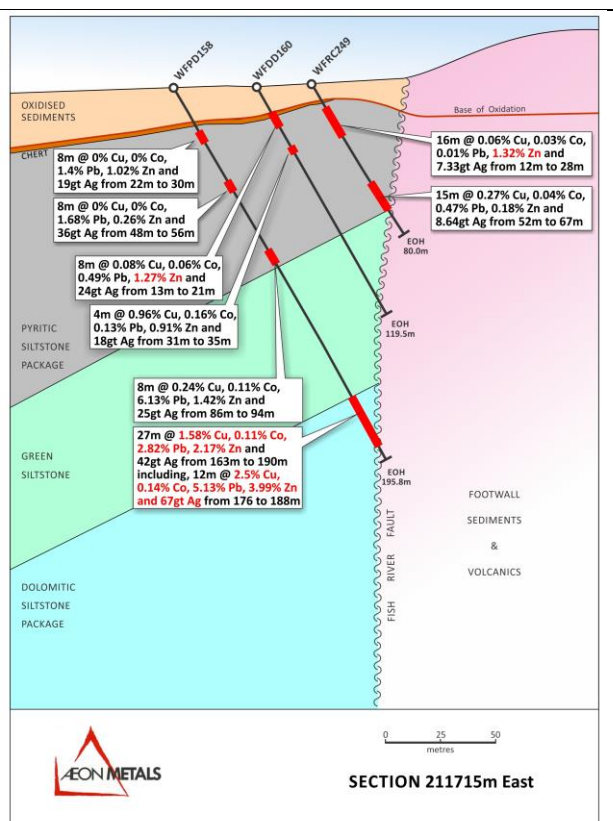 WFPD158
WFDD160
WFRC249
OXIDISED
SEDIMENTS
Base of Oxidation
CHERT
8m @ 0% Cu, 0% Co,
1.4% Pb, 1.02% Zn and
19gt Ag from 22m to 30m
16m @ 0.06% Cu, 0.03% Co,
0.01% Pb, 1.32% Zn and
7.33gt Ag from 12m to 28m
8m @ 0% Cu, 0% Co,
1.68% Pb, 0.26% Zn and
36gt Ag from 48m to 56m
15m @ 0.27% Cu, 0.04% Co,
0.47% Pb, 0.18% Zn and
8.64gt Ag from 52m to 67m
EOH
80.0m
8m @ 0.08% Cu, 0.06% Co,
0.49% Pb, 1.27% Zn and
24gt Ag from 13m to 21m
4m @ 0.96% Cu, 0.16% Co,
0.13% Pb, 0.91% Zn and
18gt Ag from 31m to 35m
EOH
119.5m
PYRITIC
SILTSTONE
PACKAGE
8m @ 0.24% Cu, 0.11% Co,
6.13% Pb, 1.42% Zn and
25gt Ag from 86m to 94m
27m @ 1.58% Cu, 0.11% Co,
2.82% Pb, 2.17% Zn and
42gt Ag from 163m to 190m
including, 12m @ 2.5% Cu,
0.14% Co, 5.13% Pb, 3.99% Zn
and 67gt Ag from 176 to 188m
EOH
195.8m
GREEN
SILTSTONE
FOOTWALL
SEDIMENTS
&
VOLCANICS
FISH RIVER FAULT
DOLOMITIC
SILTSTONE
PACKAGE
0 25 50
metres
ÆON METALS
SECTION 211715m East